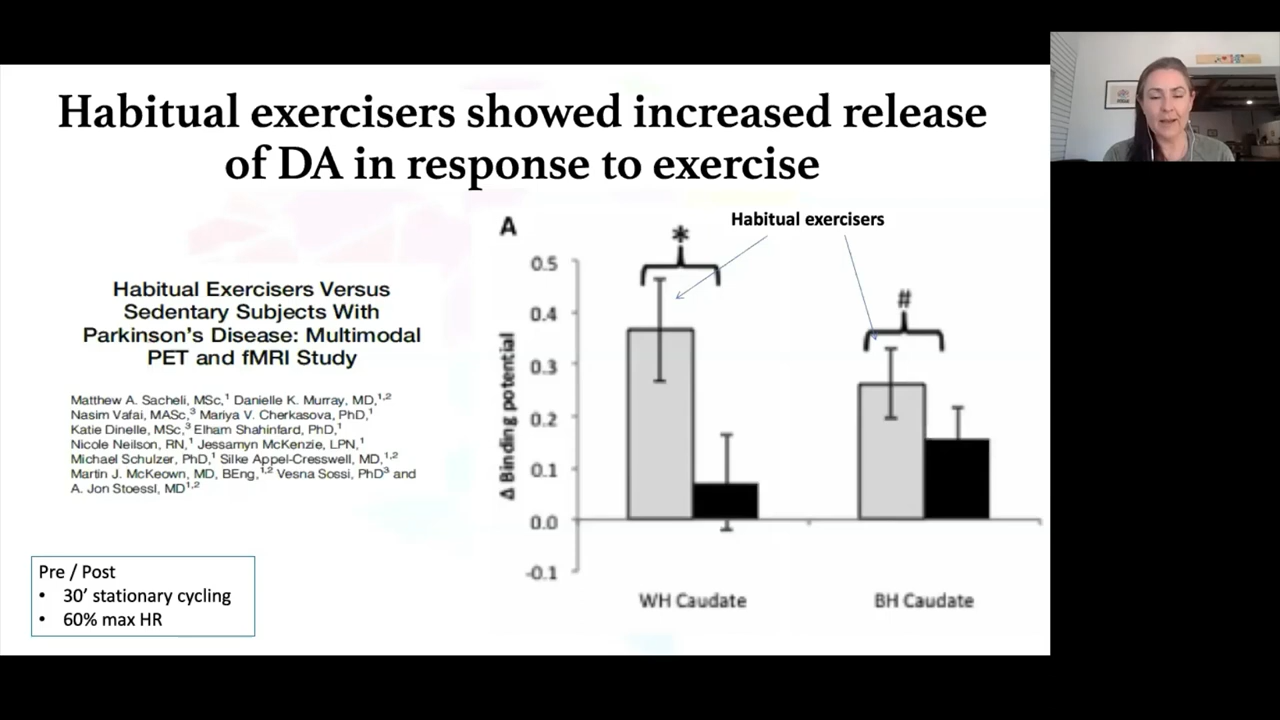 Habitual exercisers showed increased release
of DA in response to exercise
Habitual Exercisers Versus
Sedentary Subjects With
Parkinson's Disease: Multimodal
PET and fMRI Study
Matthew A. Sacheli, MSc,¹ Danielle K. Murray, MD,¹,²
Nasim Vafai, MASc,³ Mariya V. Cherkasova, PhD,¹
Katie Dinelle, MSc,³ Elham Shahinfard, PhD,¹
Nicole Neilson, RN,¹ Jessamyn McKenzie, LPN,¹
Michael Schulzer, PhD,¹ Silke Appel-Cresswell, MD,¹,²
Martin J. McKeown, MD, BEng,¹,² Vesna Sossi, PhD³ and
A. Jon Stoessl, MD¹,²
Pre / Post
• 30′ stationary cycling
• 60% max HR
A
Habitual exercisers
*
#
Δ Binding potential
0.5
0.4
0.3
0.2
0.1
0.0
-0.1
WH Caudate
BH Caudate